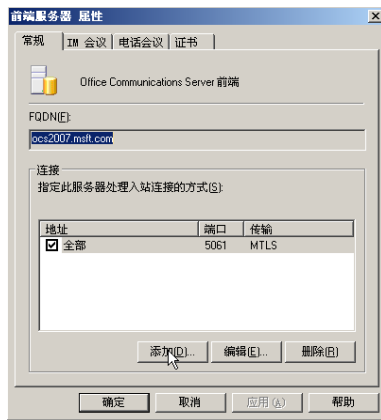 前端服务器 属性
常规 IM 会议 电话会议 证书
Office Communications Server 前端
FQDN(F):
ocs2007.msft.com
连接
指定此服务器处理入站连接的方式(S):
地址 端口 传输
全部 5061 MTLS
添加(D)... 编辑(E)... 删除(R)
确定 取消 应用(A) 帮助